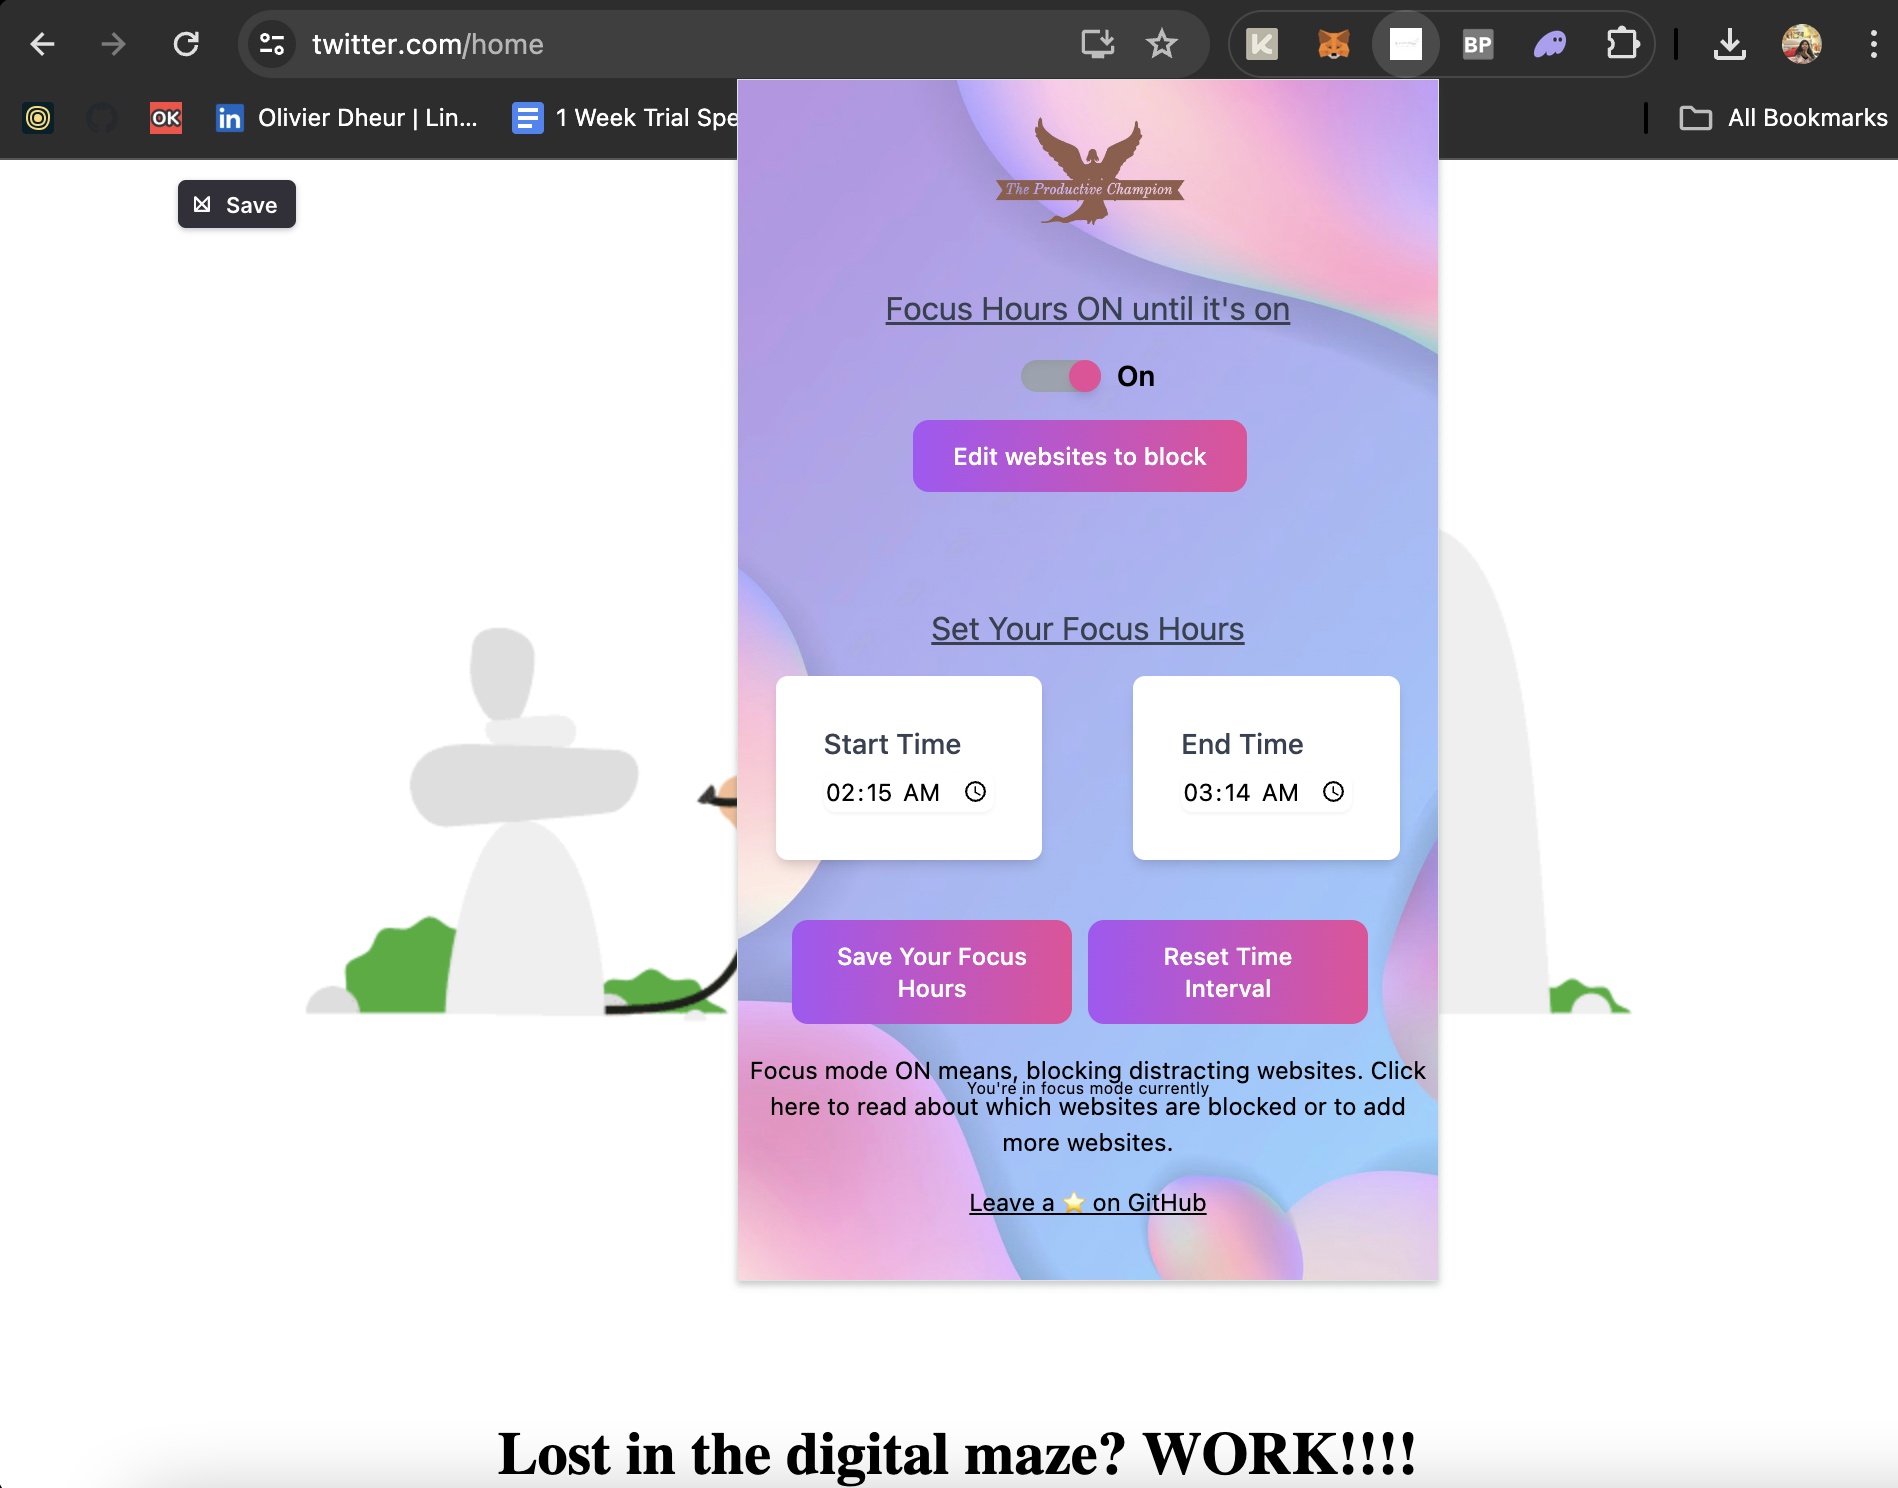 twitter.com/home
BP
OK
in
Olivier Dheur | Lin...
1 Week Trial Spe
All Bookmarks
Save
The Productive Champion
Focus Hours ON until it's on
On
Edit websites to block
Set Your Focus Hours
Start Time
End Time
02:15 AM
03:14 AM
Save Your Focus
Hours
Reset Time
Interval
Focus mode ON means, blocking distracting websites. Click
You're in focus mode currently
here to read about which websites are blocked or to add
more websites.
Leave a ⭐ on GitHub
Lost in the digital maze? WORK!!!!